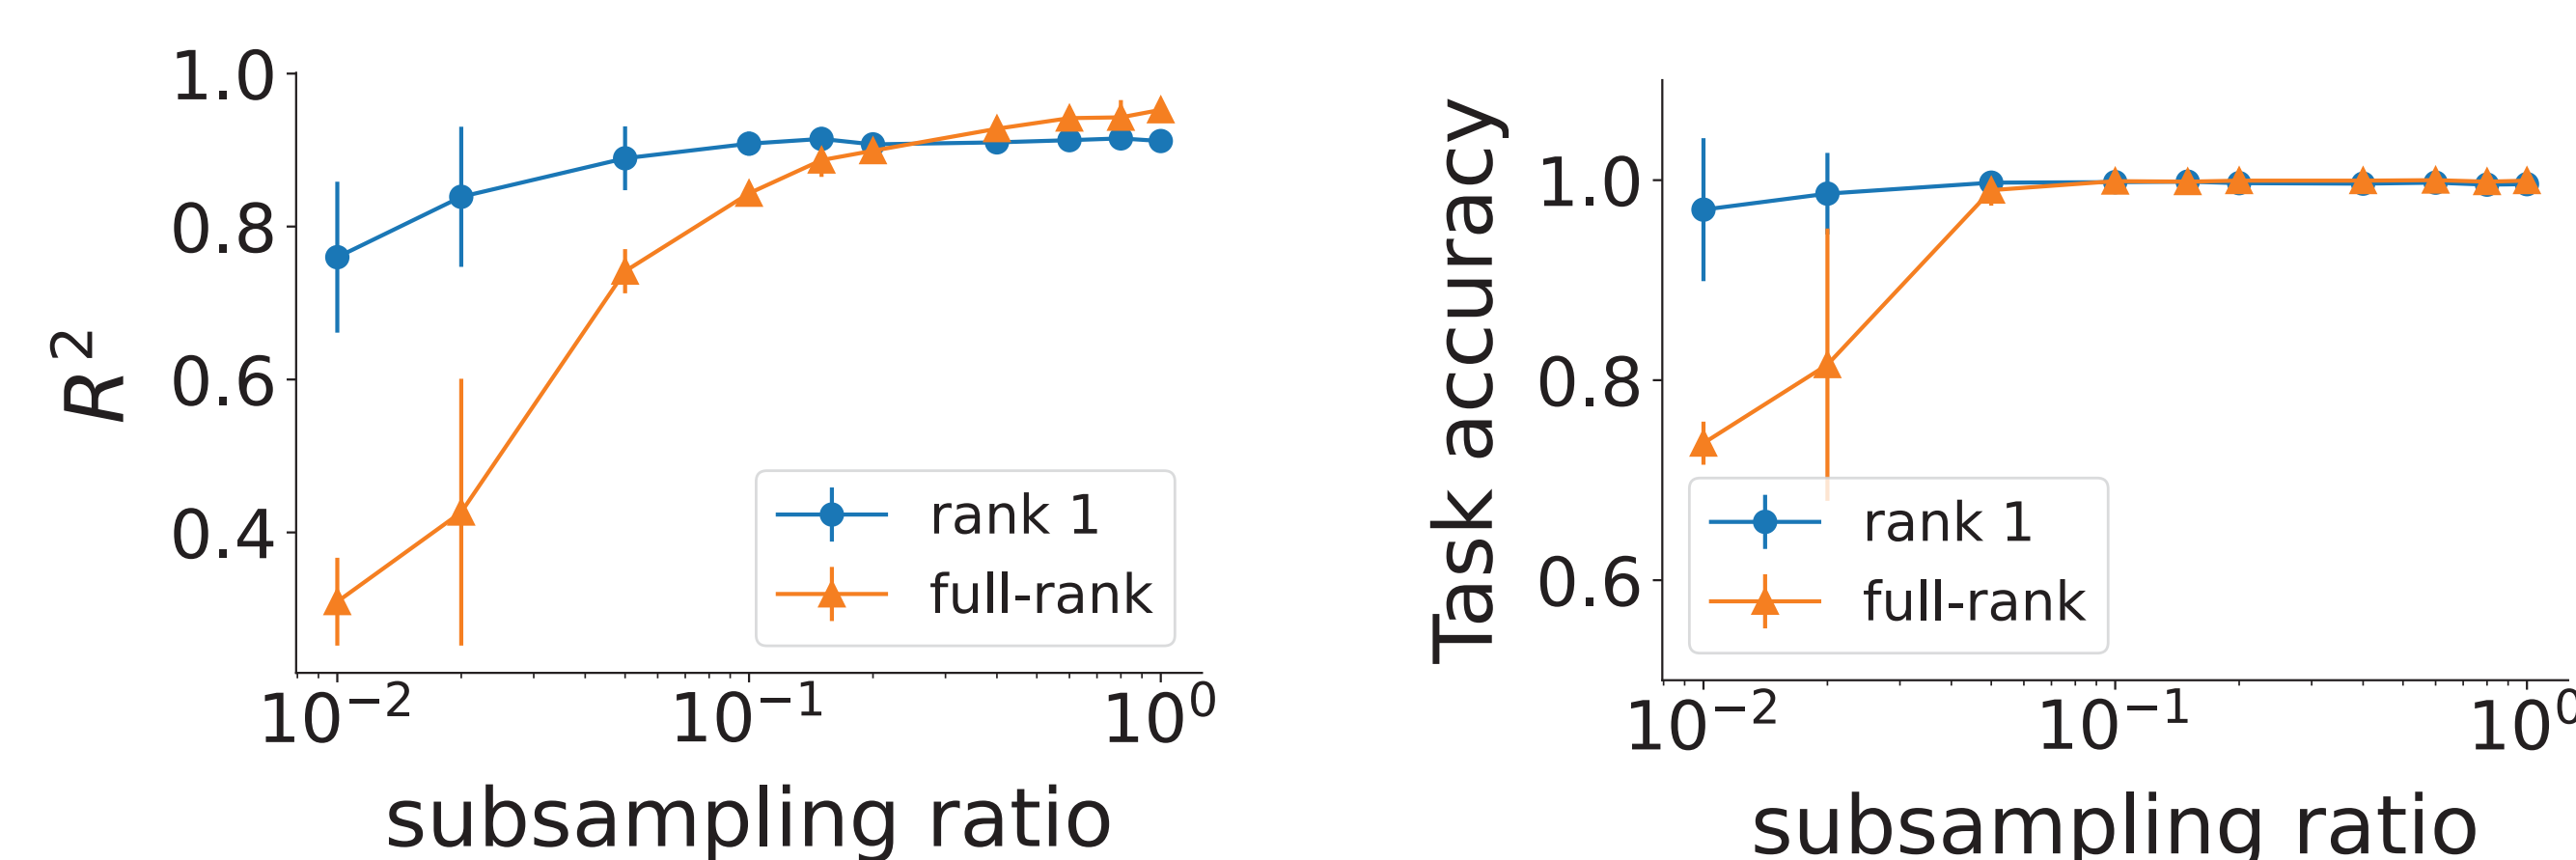 R²
1.0
0.8
0.6
0.4
rank 1
full-rank
10⁻²
10⁻¹
10⁰
subsampling ratio
Task accuracy
1.0
0.8
0.6
rank 1
full-rank
10⁻²
10⁻¹
10⁰
subsampling ratio